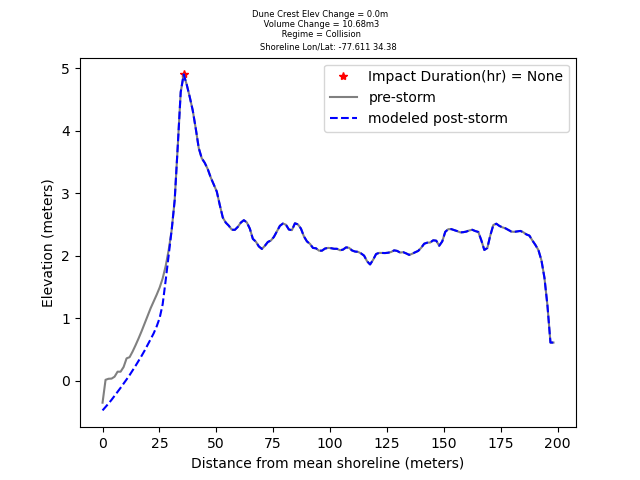 Dune Crest Elev Change = 0.0m
Volume Change = 10.68m3
Regime = Collision
Shoreline Lon/Lat: -77.611 34.38
Impact Duration(hr) = None
pre-storm
modeled post-storm
Elevation (meters)
5
4
3
2
1
0
0 25 50 75 100 125 150 175 200
Distance from mean shoreline (meters)